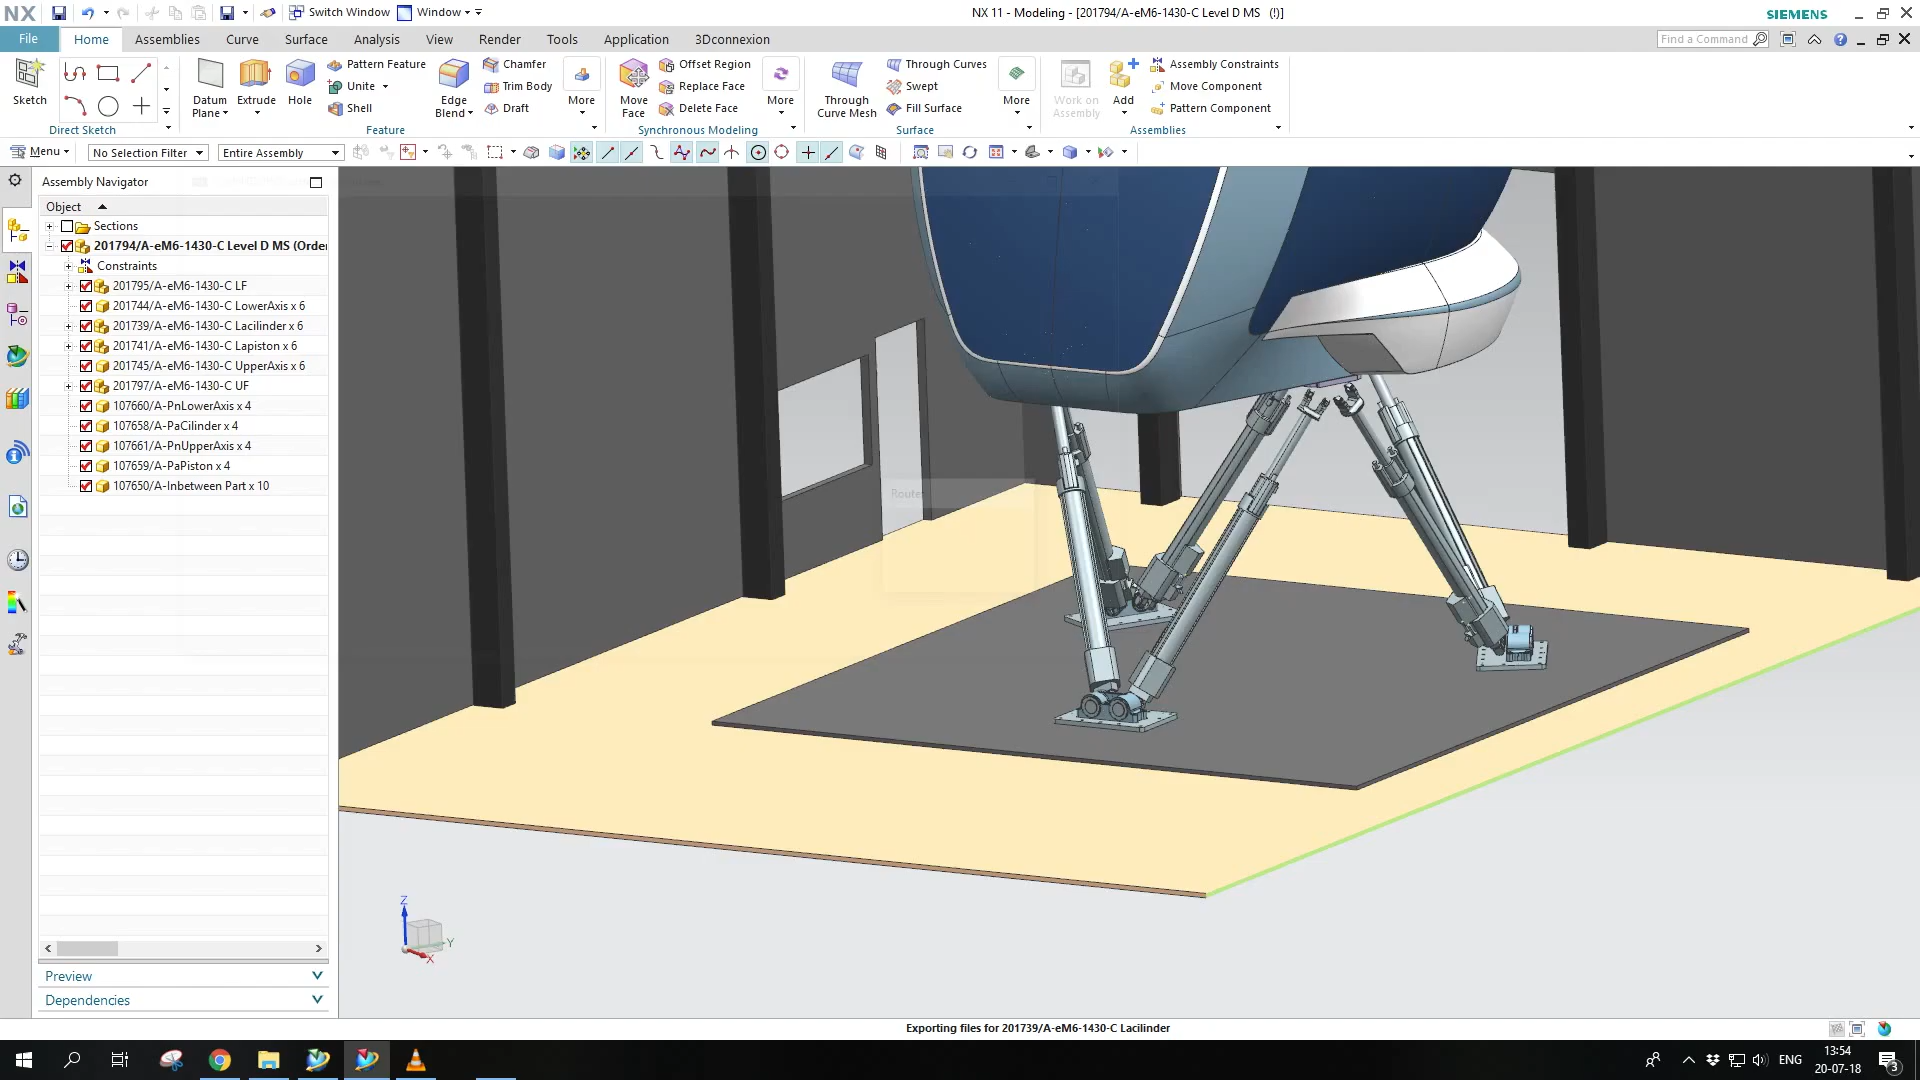 NX
Switch Window
Window
NX 11 - Modeling - [201794/A-eM6-1430-C Level D MS (!)]
SIEMENS
File
Home
Assemblies
Curve
Surface
Analysis
View
Render
Tools
Application
3Dconnexion
Find a Command
Sketch
Direct Sketch
Datum Plane
Extrude
Hole
Pattern Feature
Unite
Shell
Edge Blend
Chamfer
Trim Body
Draft
More
Feature
Move Face
Offset Region
Replace Face
Delete Face
More
Synchronous Modeling
Through Curve Mesh
Through Curves
Swept
Fill Surface
More
Surface
Work on Assembly
Add
Assembly Constraints
Move Component
Pattern Component
Assemblies
Menu
No Selection Filter
Entire Assembly
Assembly Navigator
Object
Sections
201794/A-eM6-1430-C Level D MS (Orde
Constraints
201795/A-eM6-1430-C LF
201744/A-eM6-1430-C LowerAxis x 6
201739/A-eM6-1430-C Lacilinder x 6
201741/A-eM6-1430-C Lapiston x 6
201745/A-eM6-1430-C UpperAxis x 6
201797/A-eM6-1430-C UF
107660/A-PnLowerAxis x 4
107658/A-PaCilinder x 4
107661/A-PnUpperAxis x 4
107659/A-PaPiston x 4
107650/A-Inbetween Part x 10
Z
Y
X
Preview
Dependencies
Exporting files for 201739/A-eM6-1430-C Lacilinder
ENG
13:54
20-07-18
3